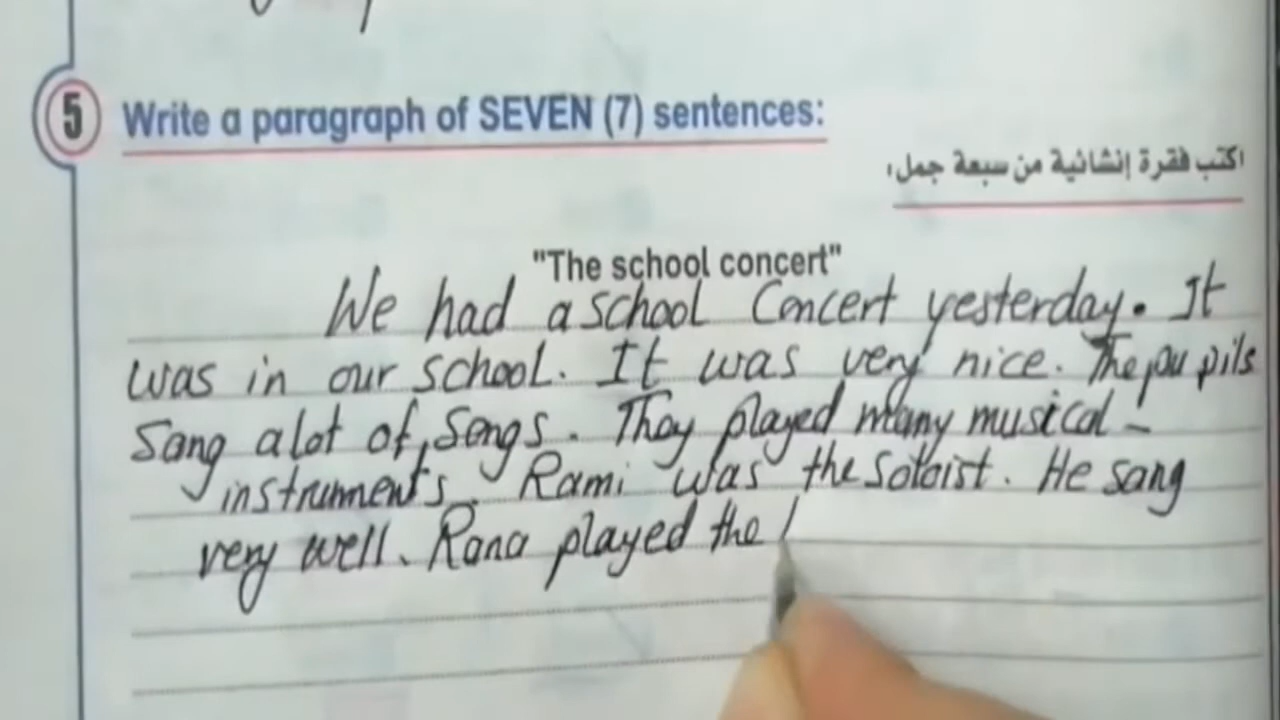 5 Write a paragraph of SEVEN (7) sentences:
اكتب فقرة إنشائية من سبعة جمل:
"The school concert"
We had a school Concert yesterday. It
was in our school. It was very nice. The pupils
Sang alot of Songs. They played many musical -
instruments. Rami was the soloist. He sang
very well. Rana played the